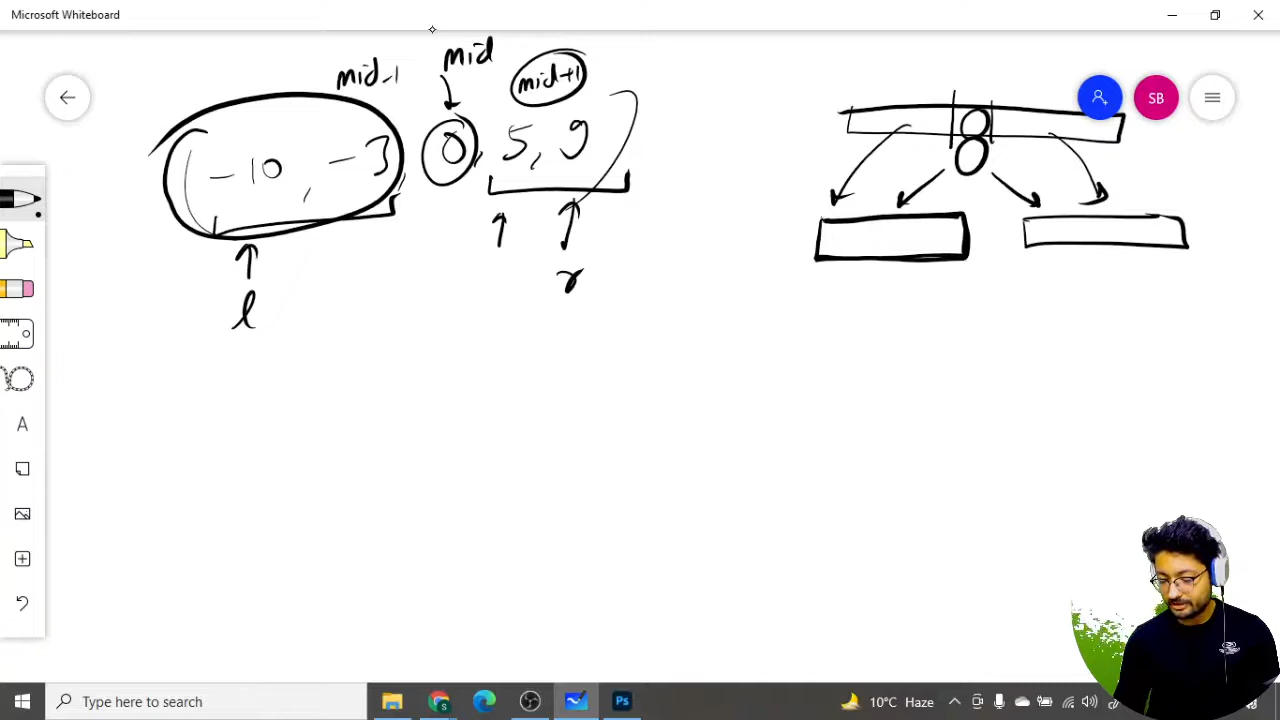 Microsoft Whiteboard
mid-1
mid
mid+1
-10, -3, 0, 5, 9
l
r
SB
A
Type here to search
S
Ps
10°C Haze